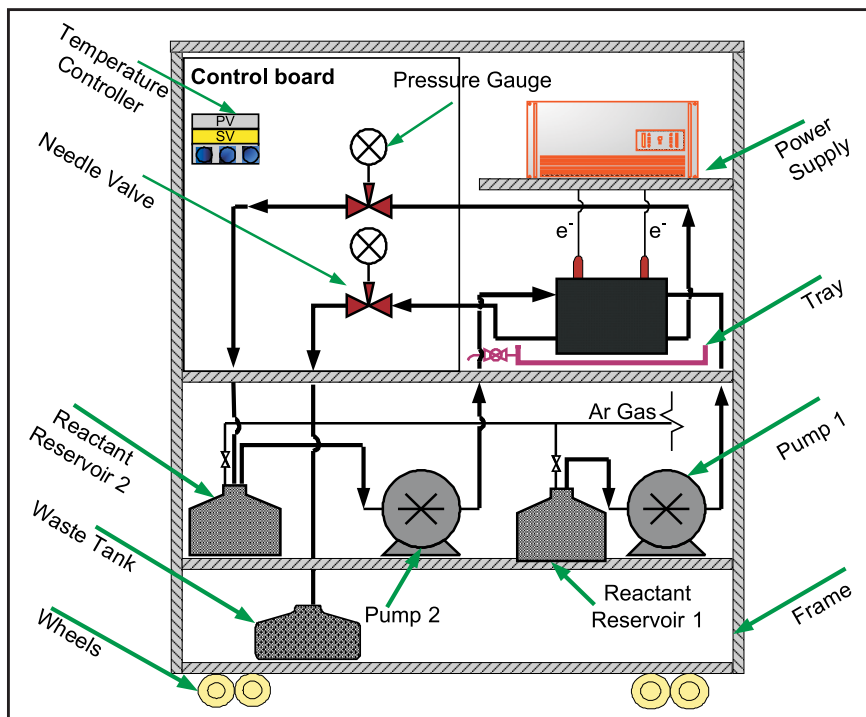 Temperature
Controller
Control board
PV
SV
Pressure Gauge
Needle Valve
Power
Supply
e-
e-
Tray
Reactant
Reservoir 2
Ar Gas
Pump 1
Waste Tank
Pump 2
Reactant
Reservoir 1
Frame
Wheels